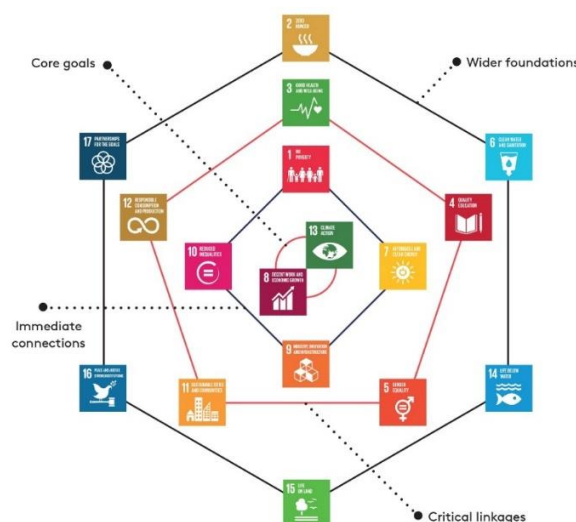 2 ZERO
HUNGER
Core goals
Wider foundations
3 GOOD HEALTH
AND WELL-BEING
17 PARTNERSHIPS
FOR THE GOALS
6 CLEAN WATER
AND SANITATION
1 NO
POVERTY
12 RESPONSIBLE
CONSUMPTION
AND PRODUCTION
4 QUALITY
EDUCATION
13 CLIMATE
ACTION
10 REDUCED
INEQUALITIES
7 AFFORDABLE AND
CLEAN ENERGY
8 DECENT WORK AND
ECONOMIC GROWTH
Immediate
connections
9 INDUSTRY, INNOVATION
AND INFRASTRUCTURE
16 PEACE, JUSTICE
11 SUSTAINABLE CITIES
AND COMMUNITIES
5 GENDER
EQUALITY
14 LIFE BELOW
WATER
15 LIFE
ON LAND
Critical linkages